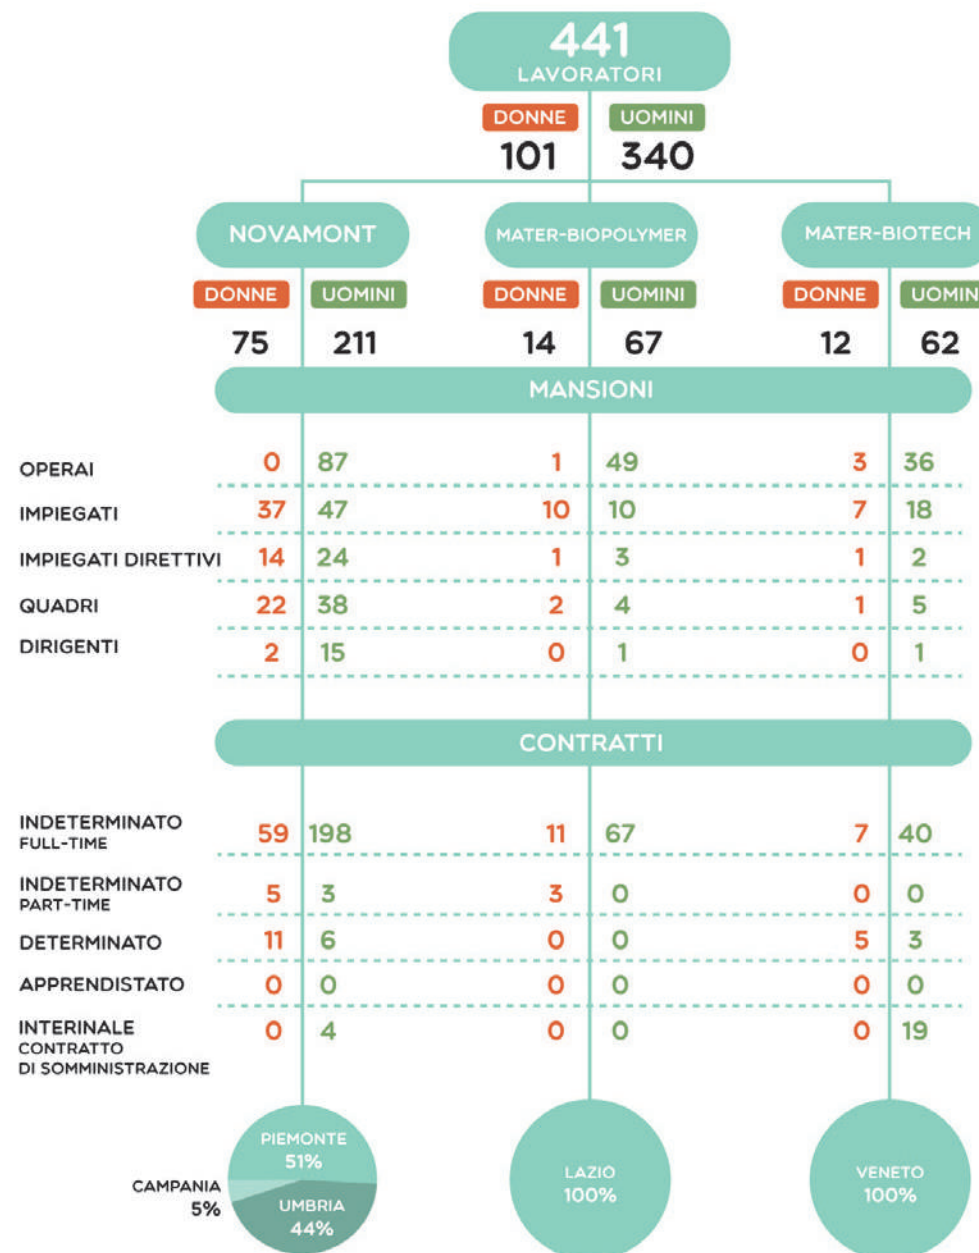 441
LAVORATORI
DONNE UOMINI
101 340
NOVAMONT MATER-BIOPOLYMER MATER-BIOTECH
DONNE UOMINI DONNE UOMINI DONNE UOMIN
75 211 14 67 12 62
MANSIONI
OPERAI 0 87 1 49 3 36
IMPIEGATI 37 47 10 10 7 18
IMPIEGATI DIRETTIVI 14 24 1 3 1 2
QUADRI 22 38 2 4 1 5
DIRIGENTI 2 15 0 1 0 1
CONTRATTI
INDETERMINATO
FULL-TIME 59 198 11 67 7 40
INDETERMINATO
PART-TIME 5 3 3 0 0 0
DETERMINATO 11 6 0 0 5 3
APPRENDISTATO 0 0 0 0 0 0
INTERINALE 0 4 0 0 0 19
CONTRATTO
DI SOMMINISTRAZIONE
PIEMONTE
51%
CAMPANIA
5%
UMBRIA
44%
LAZIO
100%
VENETO
100%